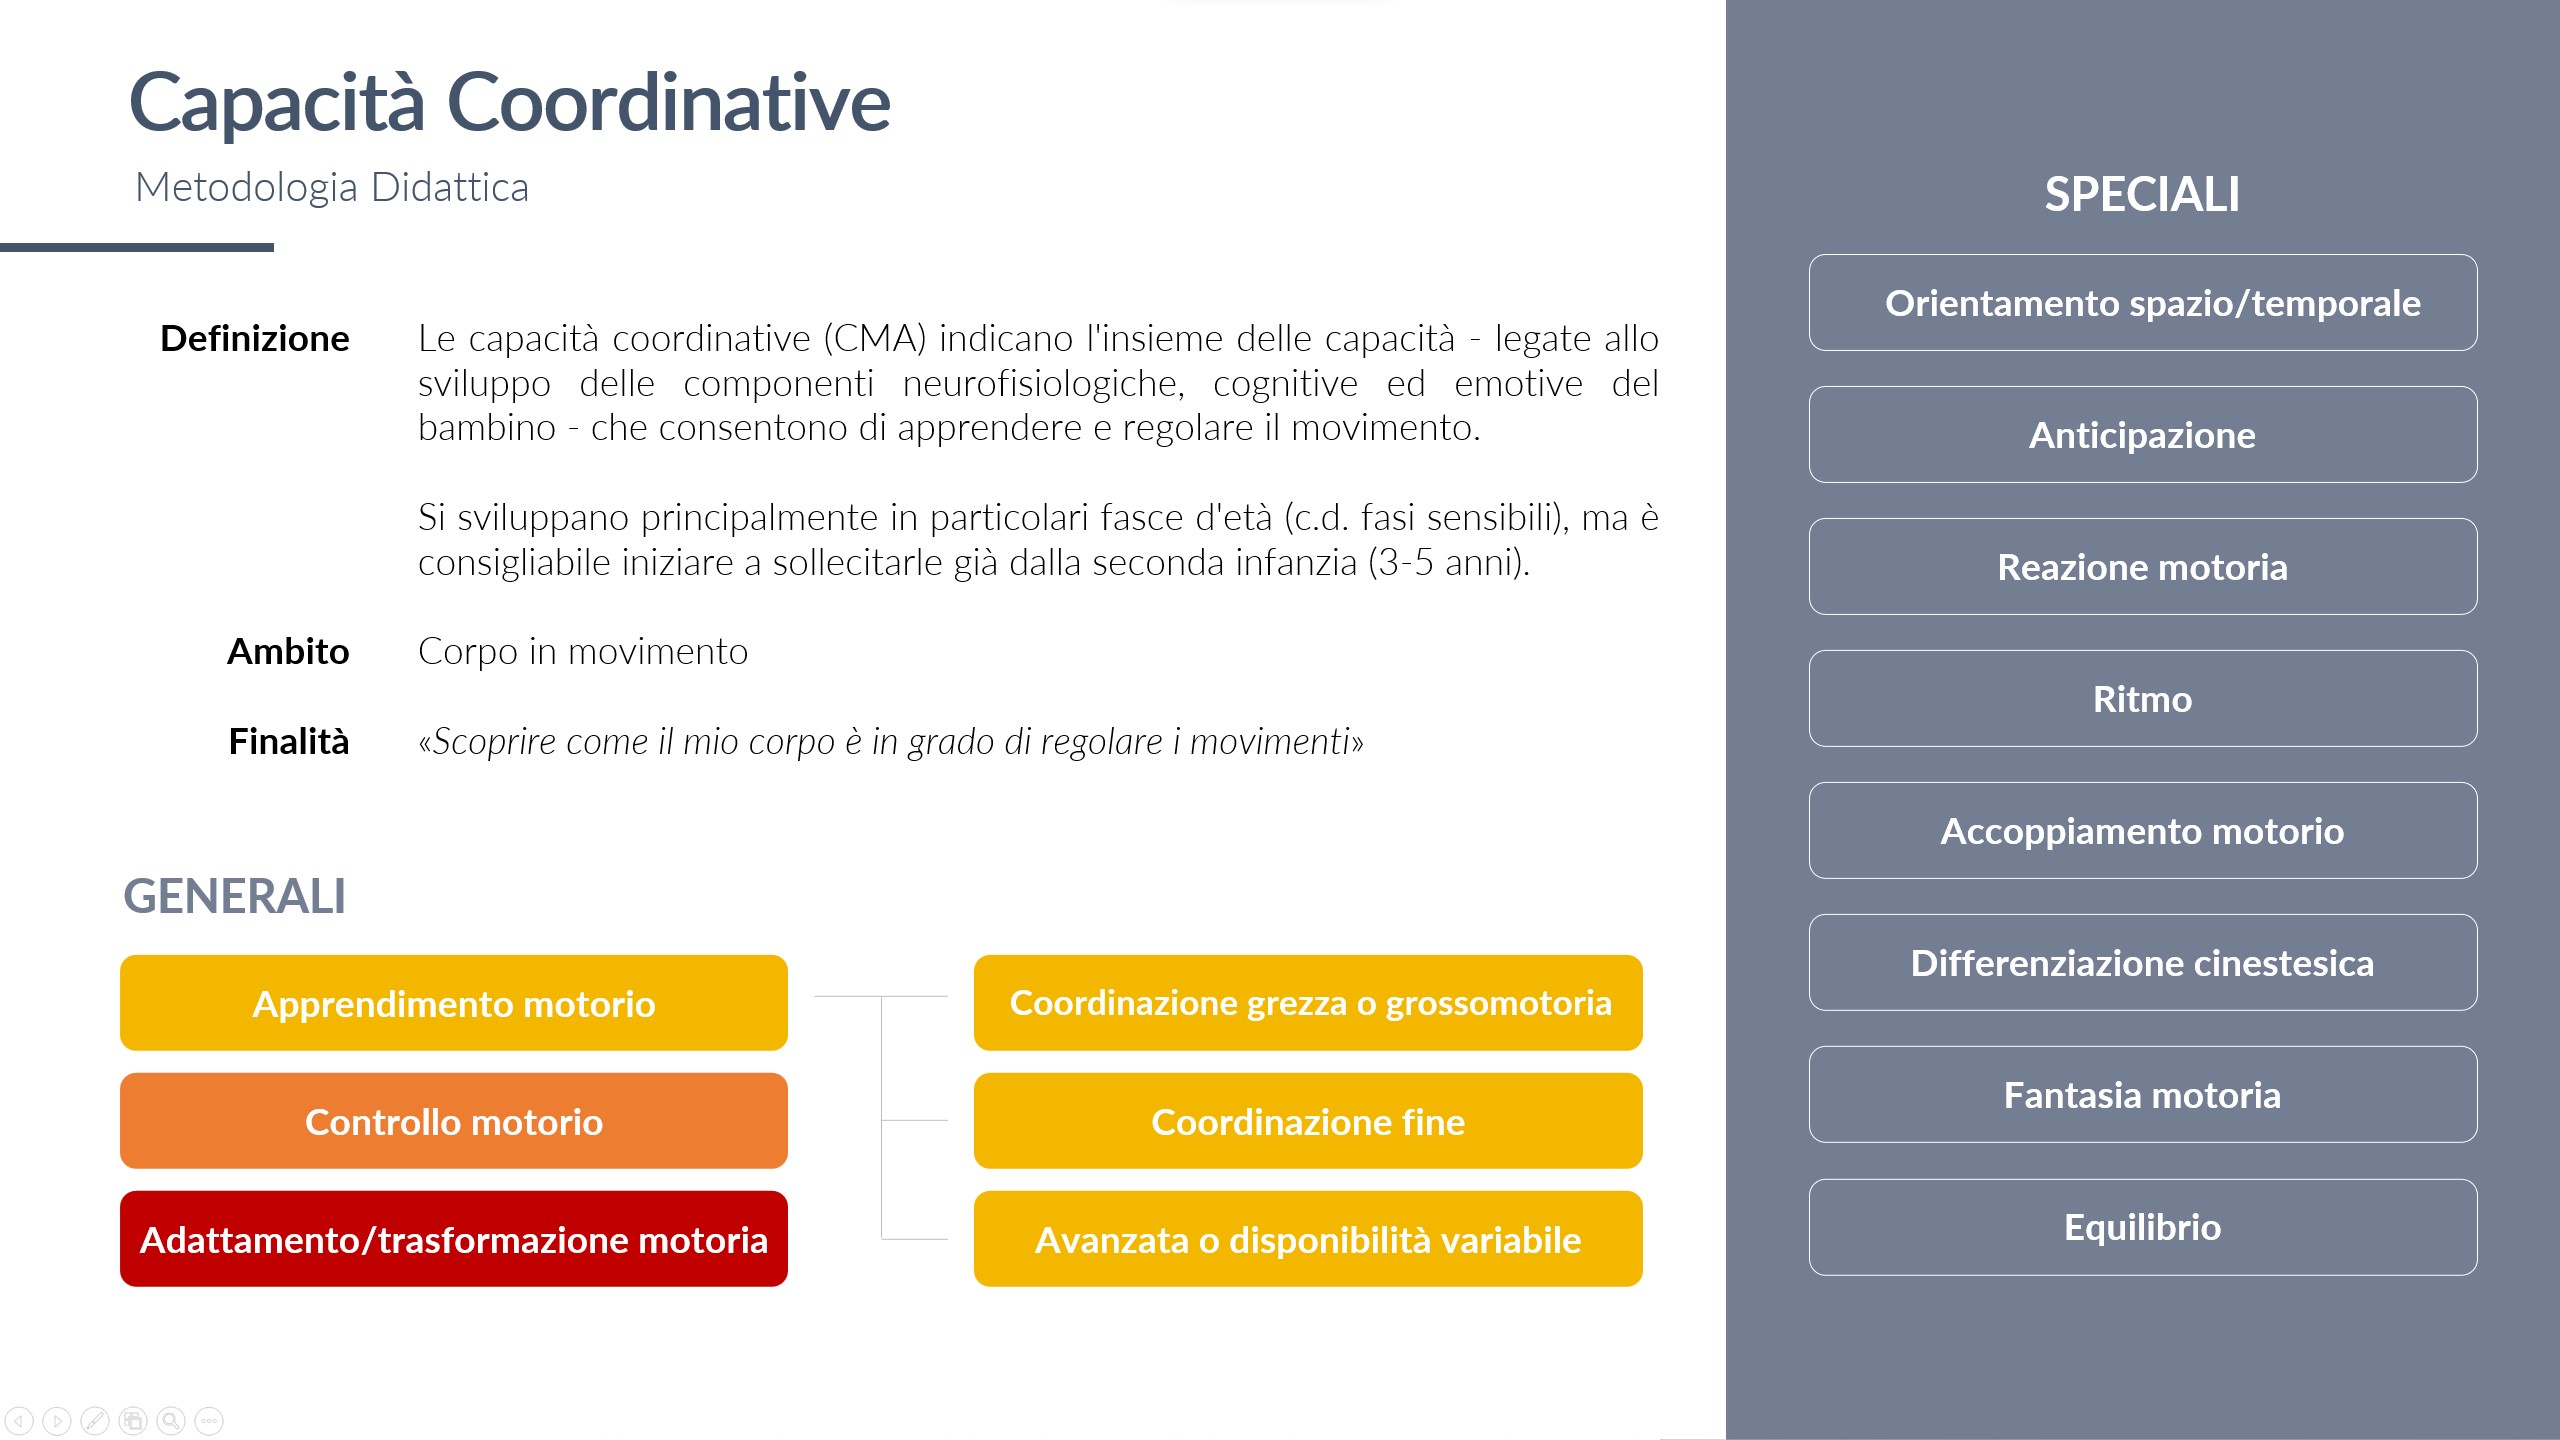 Capacità Coordinative
Metodologia Didattica
Definizione
Le capacità coordinative (CMA) indicano l'insieme delle capacità - legate allo
sviluppo delle componenti neurofisiologiche, cognitive ed emotive del
bambino - che consentono di apprendere e regolare il movimento.
Si sviluppano principalmente in particolari fasce d'età (c.d. fasi sensibili), ma è
consigliabile iniziare a sollecitarle già dalla seconda infanzia (3-5 anni).
Ambito
Corpo in movimento
Finalità
«Scoprire come il mio corpo è in grado di regolare i movimenti»
GENERALI
Apprendimento motorio
Controllo motorio
Adattamento/trasformazione motoria
Coordinazione grezza o grossomotoria
Coordinazione fine
Avanzata o disponibilità variabile
SPECIALI
Orientamento spazio/temporale
Anticipazione
Reazione motoria
Ritmo
Accoppiamento motorio
Differenziazione cinestesica
Fantasia motoria
Equilibrio